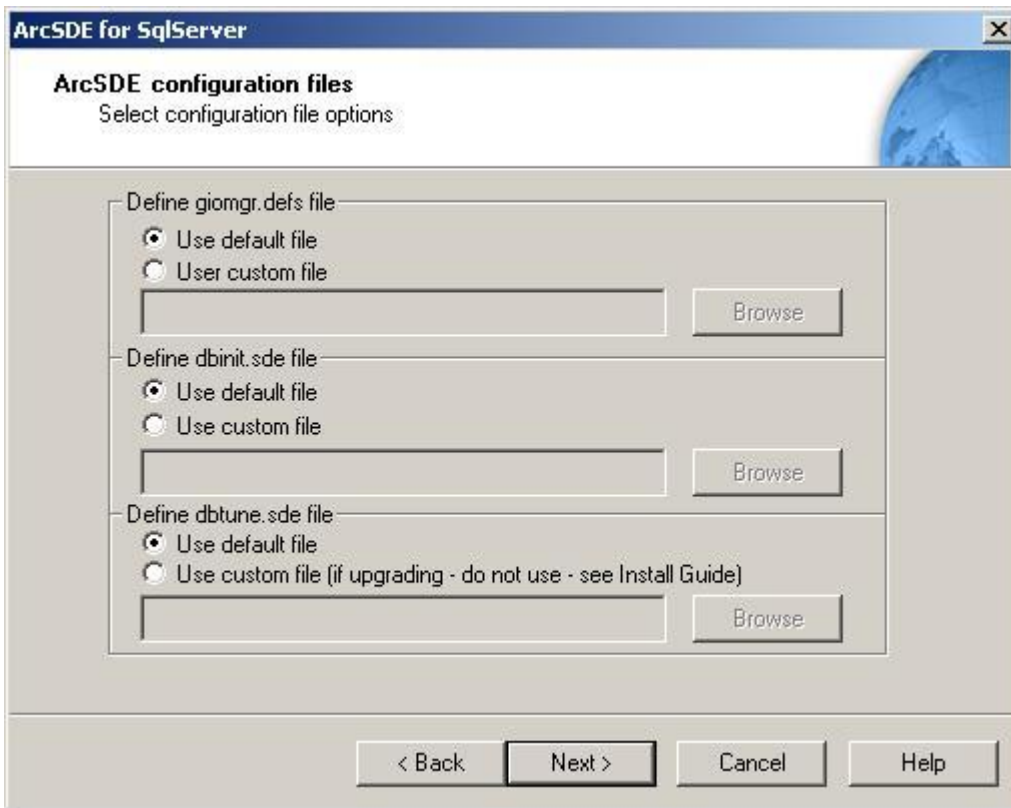 ArcSDE for SqlServer
ArcSDE configuration files
Select configuration file options
Define giomgr.defs file
Use default file
User custom file
Browse
Define dbinit.sde file
Use default file
Use custom file
Browse
Define dbtune.sde file
Use default file
Use custom file (if upgrading - do not use - see Install Guide)
Browse
< Back Next > Cancel Help